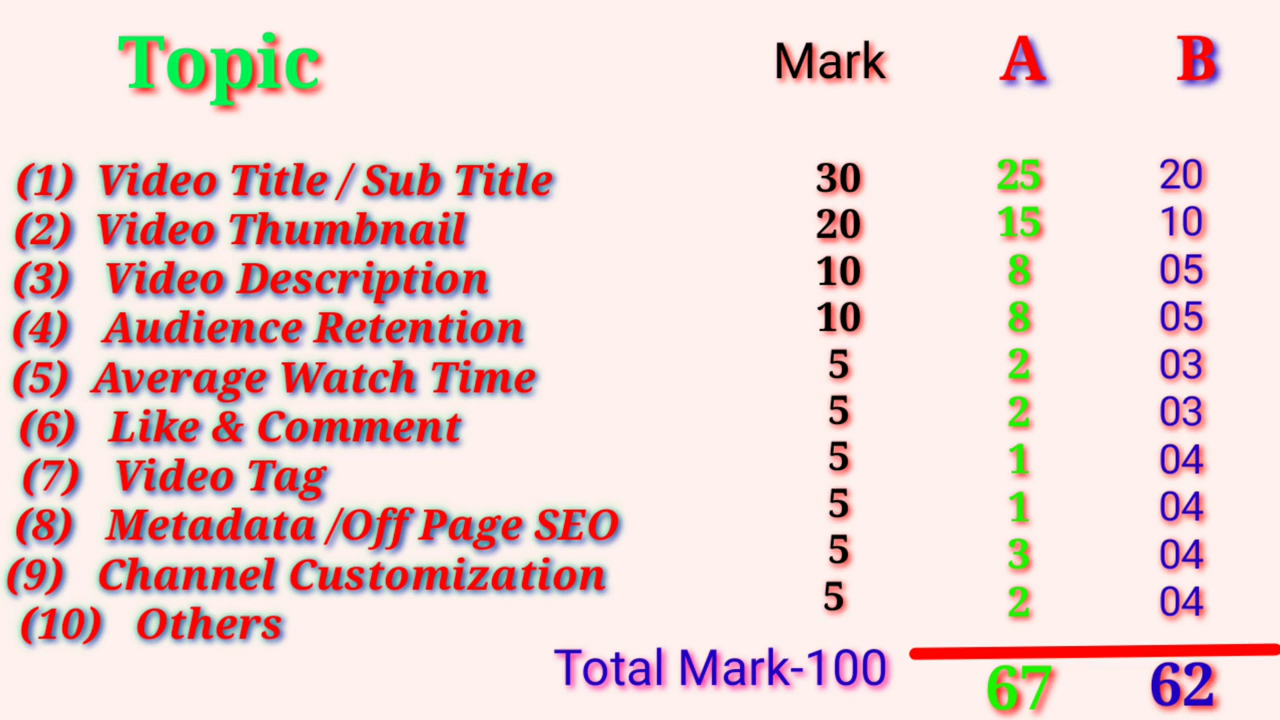 Topic Mark A B
(1) Video Title / Sub Title 30 25 20
(2) Video Thumbnail 20 15 10
(3) Video Description 10 8 05
(4) Audience Retention 10 8 05
(5) Average Watch Time 5 2 03
(6) Like & Comment 5 2 03
(7) Video Tag 5 1 04
(8) Metadata /Off Page SEO 5 1 04
(9) Channel Customization 5 3 04
(10) Others 5 2 04
Total Mark-100 67 62